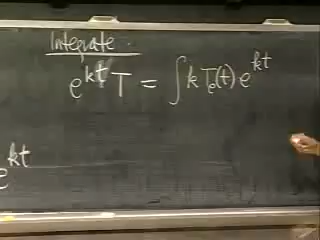 Integrate.
e^{kt} T = ∫ k T_e(t) e^{kt}
e^{kt}